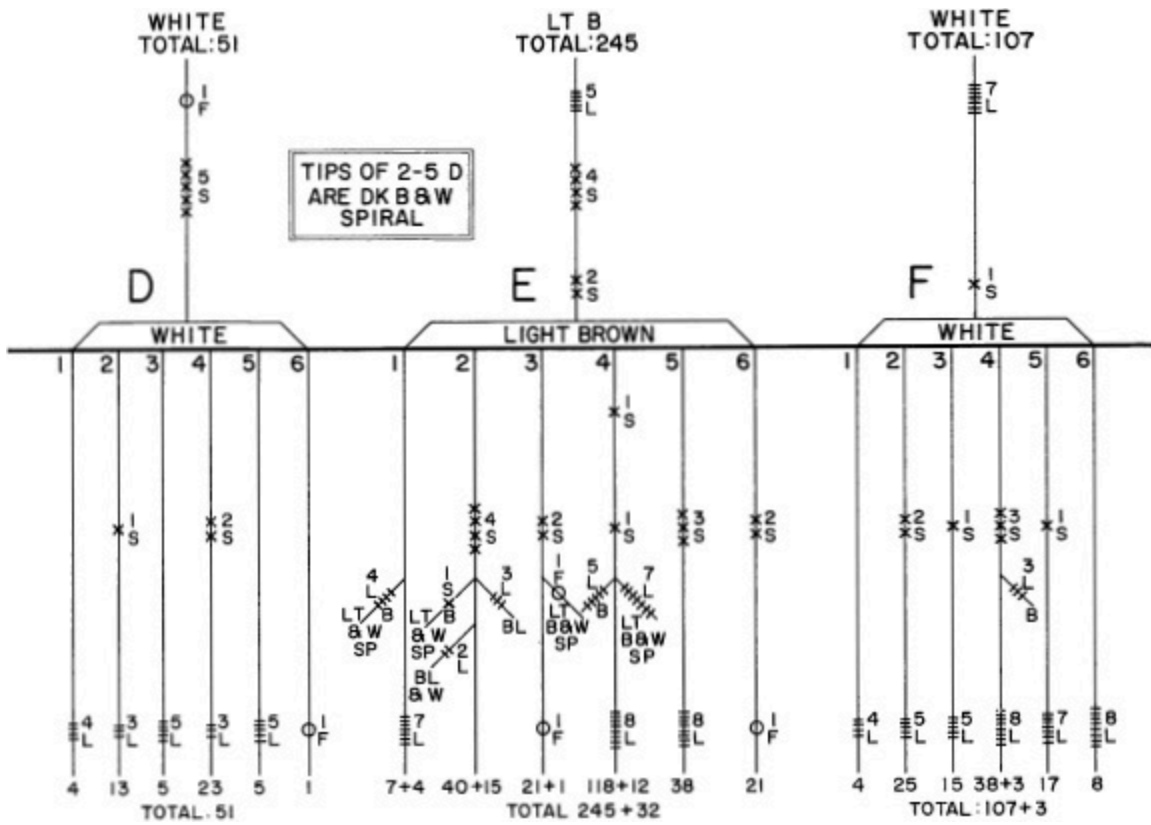 WHITE
TOTAL:51
1
F
5
S
TIPS OF 2-5 D
ARE DK B & W
SPIRAL
D
WHITE
1 2 3 4 5 6
1
S
2
S
4
L
3
L
5
L
3
L
5
L
1
F
4 13 5 23 5 1
TOTAL.51
LT B
TOTAL:245
5
L
4
S
2
S
E
LIGHT BROWN
1 2 3 4 5 6
1
S
4
S
2
S
1
S
3
S
2
S
4
L
LT B
& W
SP
1
S
LT B
& W
SP
3
L
BL
2
L
BL
& W
1
F
LT
B & W
SP
5
L
B
7
L
LT
B & W
SP
7
L
1
F
8
L
8
L
1
F
7+4 40+15 21+1 118+12 38 21
TOTAL 245+32
WHITE
TOTAL:107
7
L
1
S
F
WHITE
1 2 3 4 5 6
2
S
1
S
3
S
1
S
3
L
B
4
L
5
L
5
L
8
L
7
L
8
L
4 25 15 38+3 17 8
TOTAL:107+3